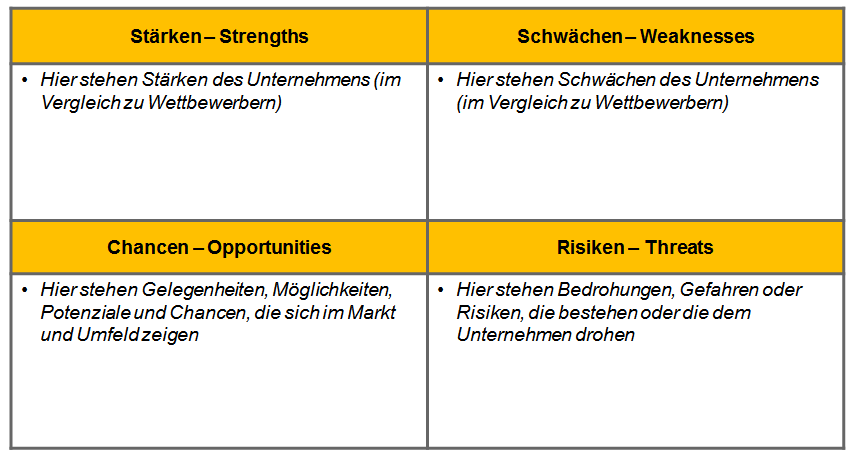 Stärken – Strengths
Schwächen – Weaknesses
• Hier stehen Stärken des Unternehmens (im
Vergleich zu Wettbewerbern)
• Hier stehen Schwächen des Unternehmens
(im Vergleich zu Wettbewerbern)
Chancen – Opportunities
Risiken – Threats
• Hier stehen Gelegenheiten, Möglichkeiten,
Potenziale und Chancen, die sich im Markt
und Umfeld zeigen
• Hier stehen Bedrohungen, Gefahren oder
Risiken, die bestehen oder die dem
Unternehmen drohen